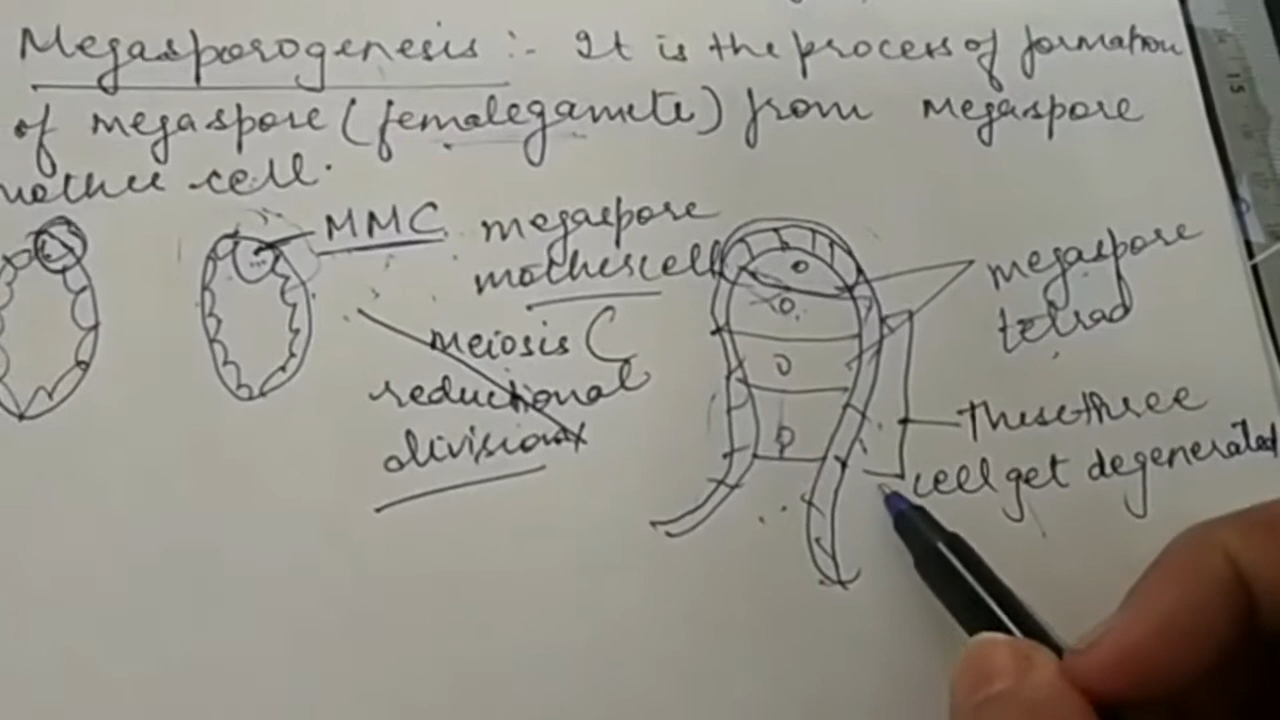 Megasporogenesis :- It is the process of formation
of megaspore (femalegamete) from megaspore
mother cell.
MMC megaspore
mothercell
meiosis (
reductional
division
megaspore
tetrad
These three
cell get degenerated
15